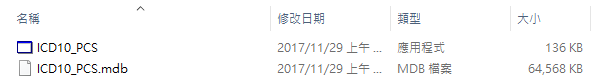 名稱 修改日期 類型 大小
ICD10_PCS 2017/11/29 上午 ... 應用程式 136 KB
ICD10_PCS.mdb 2017/11/29 上午 ... MDB 檔案 64,568 KB